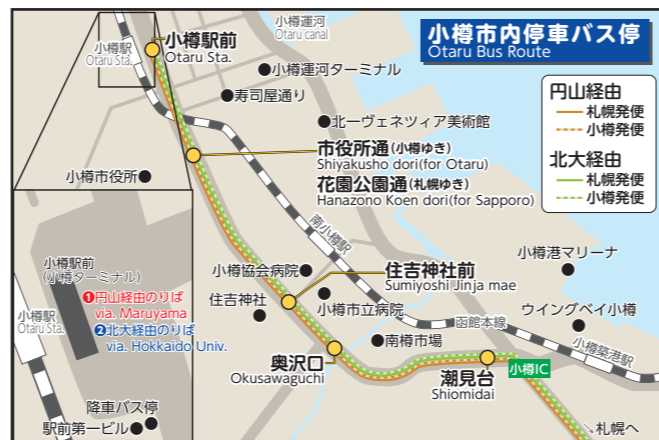 小樽市内停車バス停
Otaru Bus Route
円山経由
札幌発便
小樽発便
北大経由
札幌発便
小樽発便
小樽駅
Otaru Sta.
小樽駅前
Otaru Sta.
小樽運河
Otaru canal
小樽運河ターミナル
寿司屋通り
北一ヴェネツィア美術館
市役所通(小樽ゆき)
Shiyakusho dori(for Otaru)
花園公園通(札幌ゆき)
Hanazono Koen dori(for Sapporo)
小樽市役所
南小樽駅
小樽港マリーナ
小樽協会病院
住吉神社前
Sumiyoshi Jinja mae
住吉神社
小樽市立病院
ウイングベイ小樽
函館本線
南樽市場
小樽築港駅
奥沢口
Okusawaguchi
潮見台
Shiomidai
小樽IC
札幌へ
小樽駅前
(小樽ターミナル)
❶円山経由のりば
via. Maruyama
❷北大経由のりば
via. Hokkaido Univ.
小樽駅
Otaru Sta.
降車バス停
駅前第一ビル